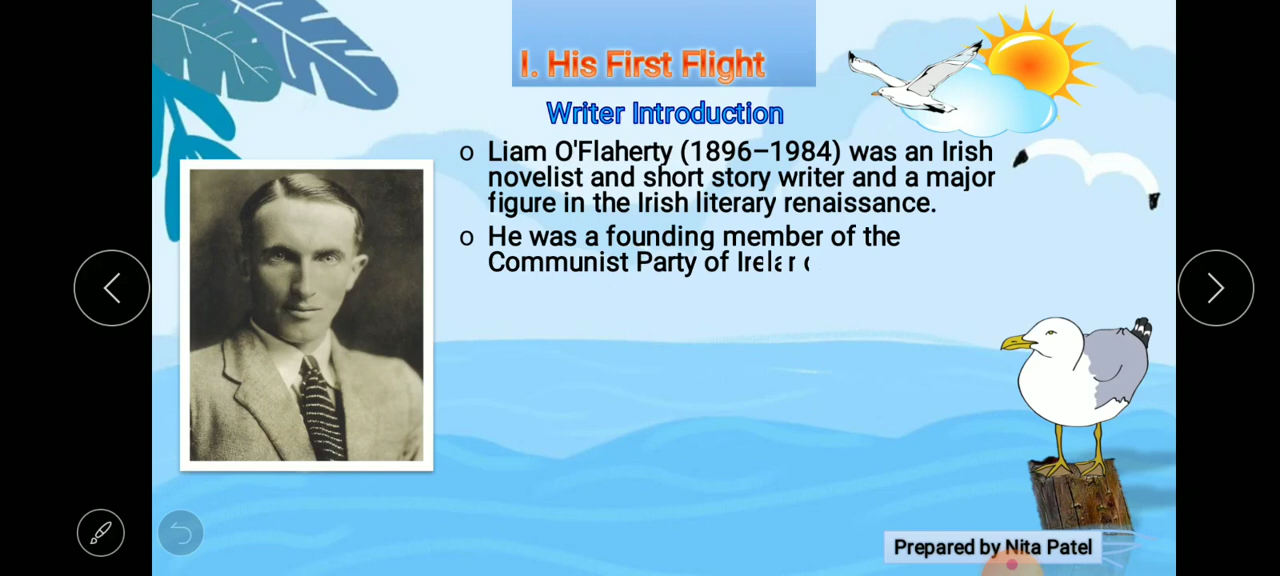 I. His First Flight
Writer Introduction
o Liam O'Flaherty (1896–1984) was an Irish
novelist and short story writer and a major
figure in the Irish literary renaissance.
o He was a founding member of the
Communist Party of
Prepared by Nita Patel